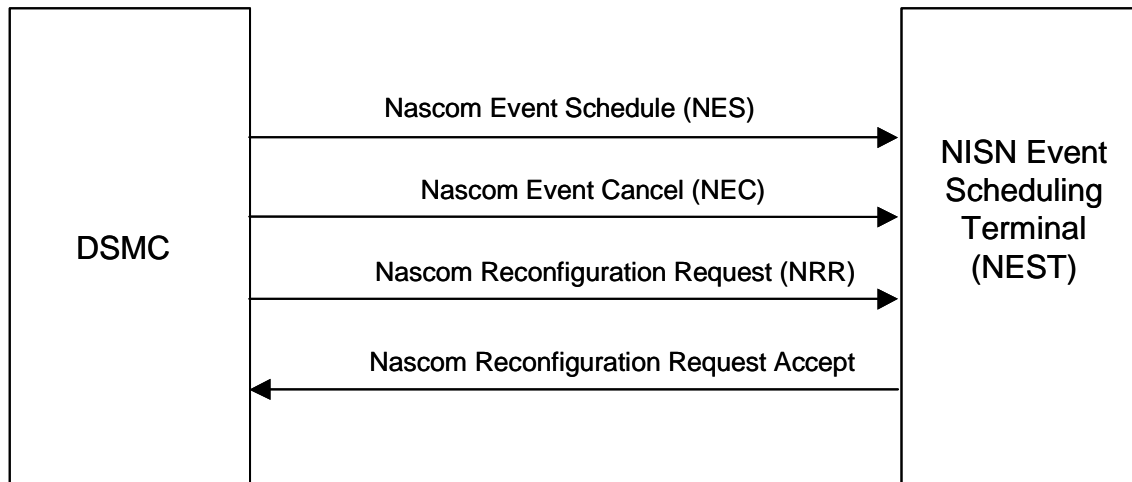 Nascom Event Schedule (NES)
Nascom Event Cancel (NEC)
DSMC
Nascom Reconfiguration Request (NRR)
Nascom Reconfiguration Request Accept
NISN Event
Scheduling
Terminal
(NEST)